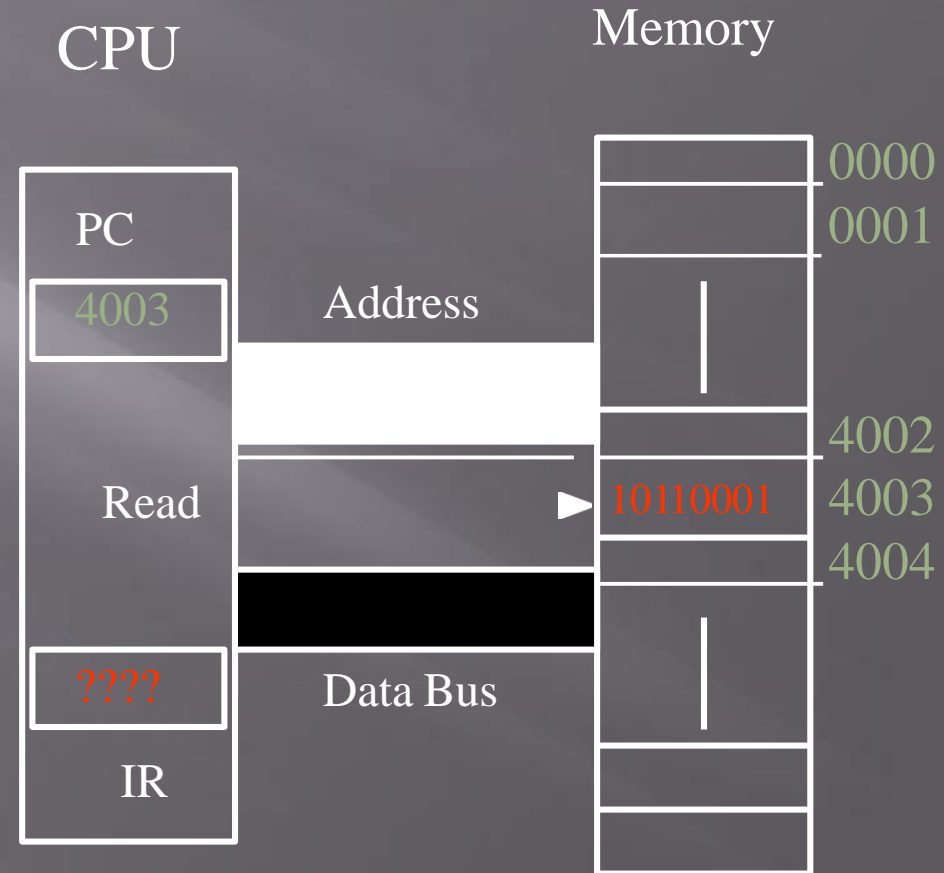 CPU
Memory
0000
0001
PC
4003
Address
4002
Read
10110001
4003
4004
????
Data Bus
IR